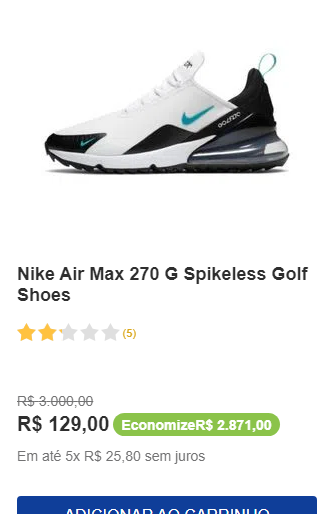 Nike Air Max 270 G Spikeless Golf
Shoes
(5)
R$ 3.000,00
R$ 129,00 EconomizeR$ 2.871,00
Em até 5x R$ 25,80 sem juros
ADICIONAR AO CARRINHO